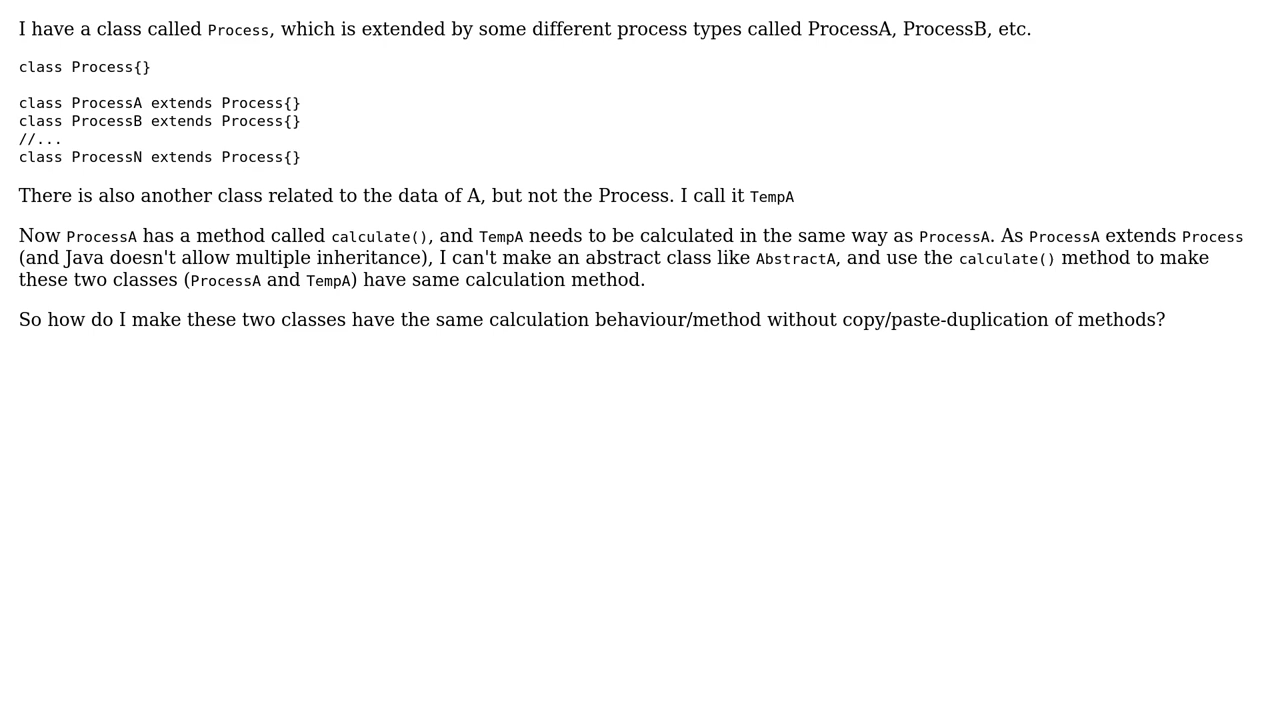 I have a class called Process, which is extended by some different process types called ProcessA, ProcessB, etc.
class Process{}
class ProcessA extends Process{}
class ProcessB extends Process{}
//...
class ProcessN extends Process{}
There is also another class related to the data of A, but not the Process. I call it TempA
Now ProcessA has a method called calculate(), and TempA needs to be calculated in the same way as ProcessA. As ProcessA extends Process
(and Java doesn't allow multiple inheritance), I can't make an abstract class like AbstractA, and use the calculate() method to make
these two classes (ProcessA and TempA) have same calculation method.
So how do I make these two classes have the same calculation behaviour/method without copy/paste-duplication of methods?